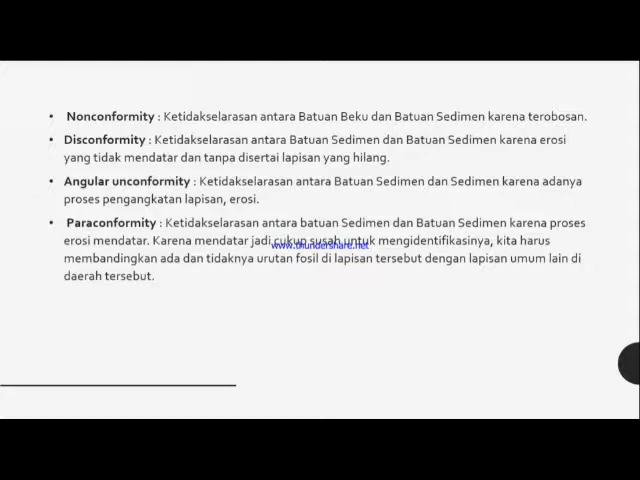 • Nonconformity : Ketidakselarasan antara Batuan Beku dan Batuan Sedimen karena terobosan.
• Disconformity : Ketidakselarasan antara Batuan Sedimen dan Batuan Sedimen karena erosi
yang tidak mendatar dan tanpa disertai lapisan yang hilang.
• Angular unconformity : Ketidakselarasan antara Batuan Sedimen dan Sedimen karena adanya
proses pengangkatan lapisan, erosi.
• Paraconformity : Ketidakselarasan antara batuan Sedimen dan Batuan Sedimen karena proses
erosi mendatar. Karena mendatar jadi cukup susah untuk mengidentifikasinya, kita harus
www.thundershare.net
membandingkan ada dan tidaknya urutan fosil di lapisan tersebut dengan lapisan umum lain di
daerah tersebut.